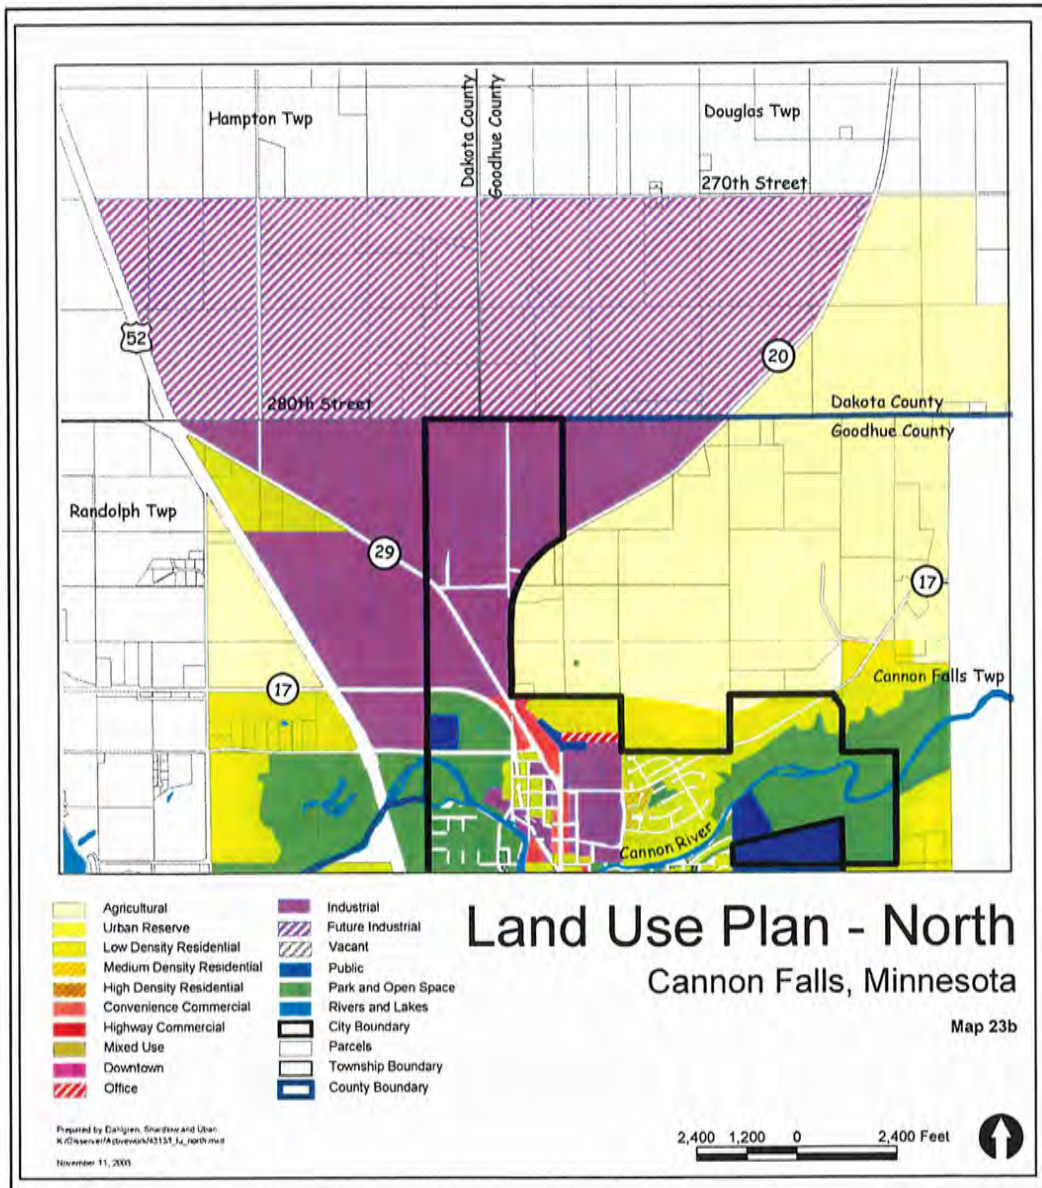 Hampton Twp
Dakota County
Goodhue County
Douglas Twp
270th Street
52
20
280th Street
Dakota County
Goodhue County
Randolph Twp
29
17
17
Cannon Falls Twp
Cannon River
Agricultural
Urban Reserve
Low Density Residential
Medium Density Residential
High Density Residential
Convenience Commercial
Highway Commercial
Mixed Use
Downtown
Office
Industrial
Future Industrial
Vacant
Public
Park and Open Space
Rivers and Lakes
City Boundary
Parcels
Township Boundary
County Boundary
Land Use Plan - North
Cannon Falls, Minnesota
Map 23b
Prepared by Dahlgren, Shardlow and Uban
November 11, 2003
2,400 1,200 0 2,400 Feet